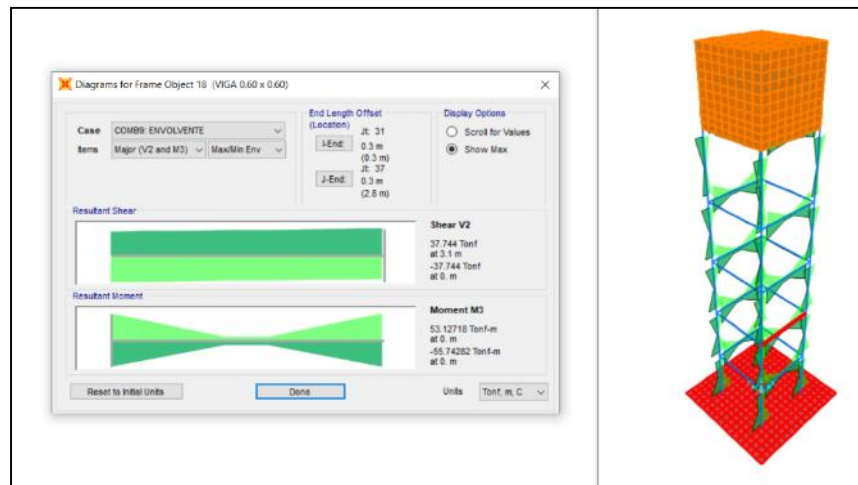 Diagrams for Frame Object 18 (VIGA 0.60 x 0.60)
Case COMB9: ENVOLVENTE
Items Major (V2 and M3) Max/Min Env
End Length Offset
(Location)
Jt: 31
I-End: 0.3 m
(0.3 m)
Jt: 37
J-End: 0.3 m
(2.8 m)
Display Options
Scroll for Values
Show Max
Resultant Shear
Shear V2
37.744 Tonf
at 3.1 m
-37.744 Tonf
at 0. m
Resultant Moment
Moment M3
53.12718 Tonf-m
at 0. m
-55.74282 Tonf-m
at 0. m
Reset to Initial Units
Done
Units Tonf, m, C